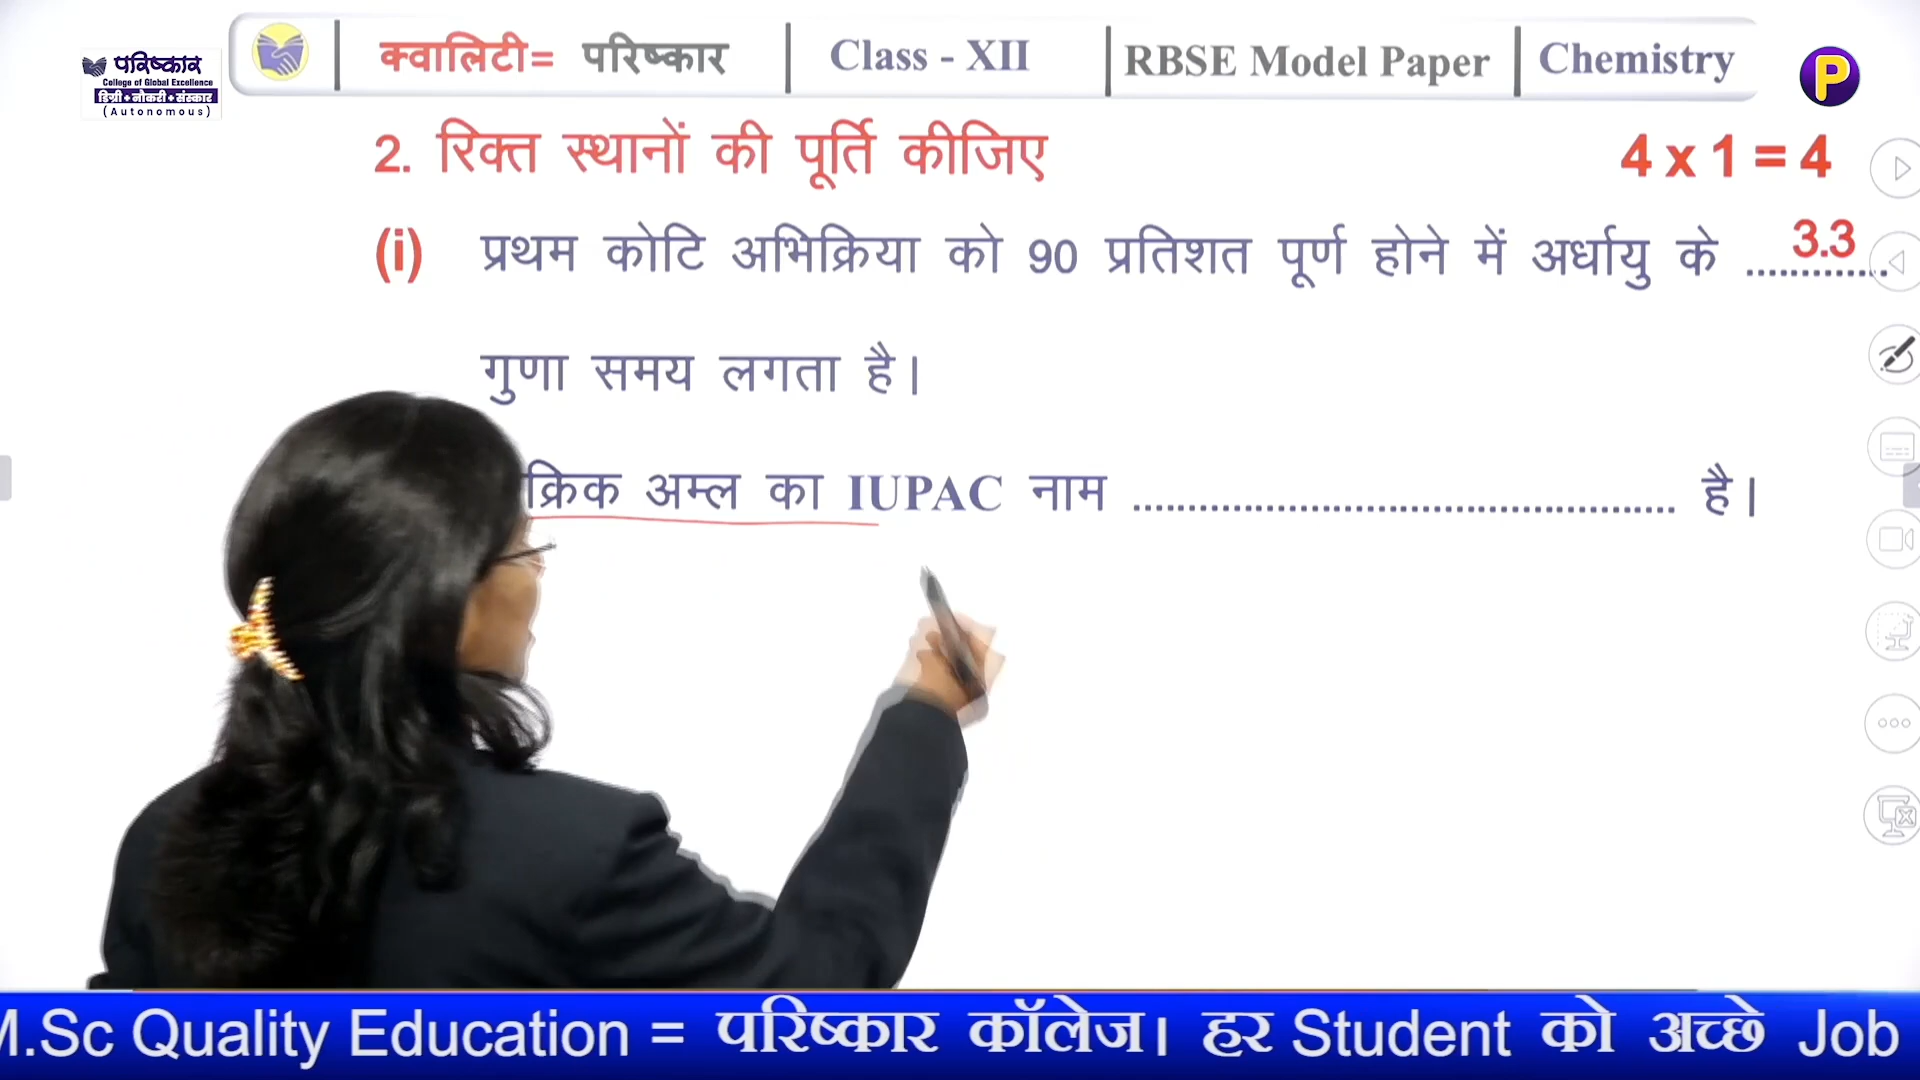 परिष्कार
College of Global Excellence
डिग्री + नौकरी + संस्कार
(Autonomous)
क्वालिटी= परिष्कार
Class - XII
RBSE Model Paper
Chemistry
P
2. रिक्त स्थानों की पूर्ति कीजिए
4 x 1 = 4
(i) प्रथम कोटि अभिक्रिया को 90 प्रतिशत पूर्ण होने में अर्धायु के ....3.3....
गुणा समय लगता है।
क्रिक अम्ल का IUPAC नाम .................................................. है।
M.Sc Quality Education = परिष्कार कॉलेज। हर Student को अच्छे Job